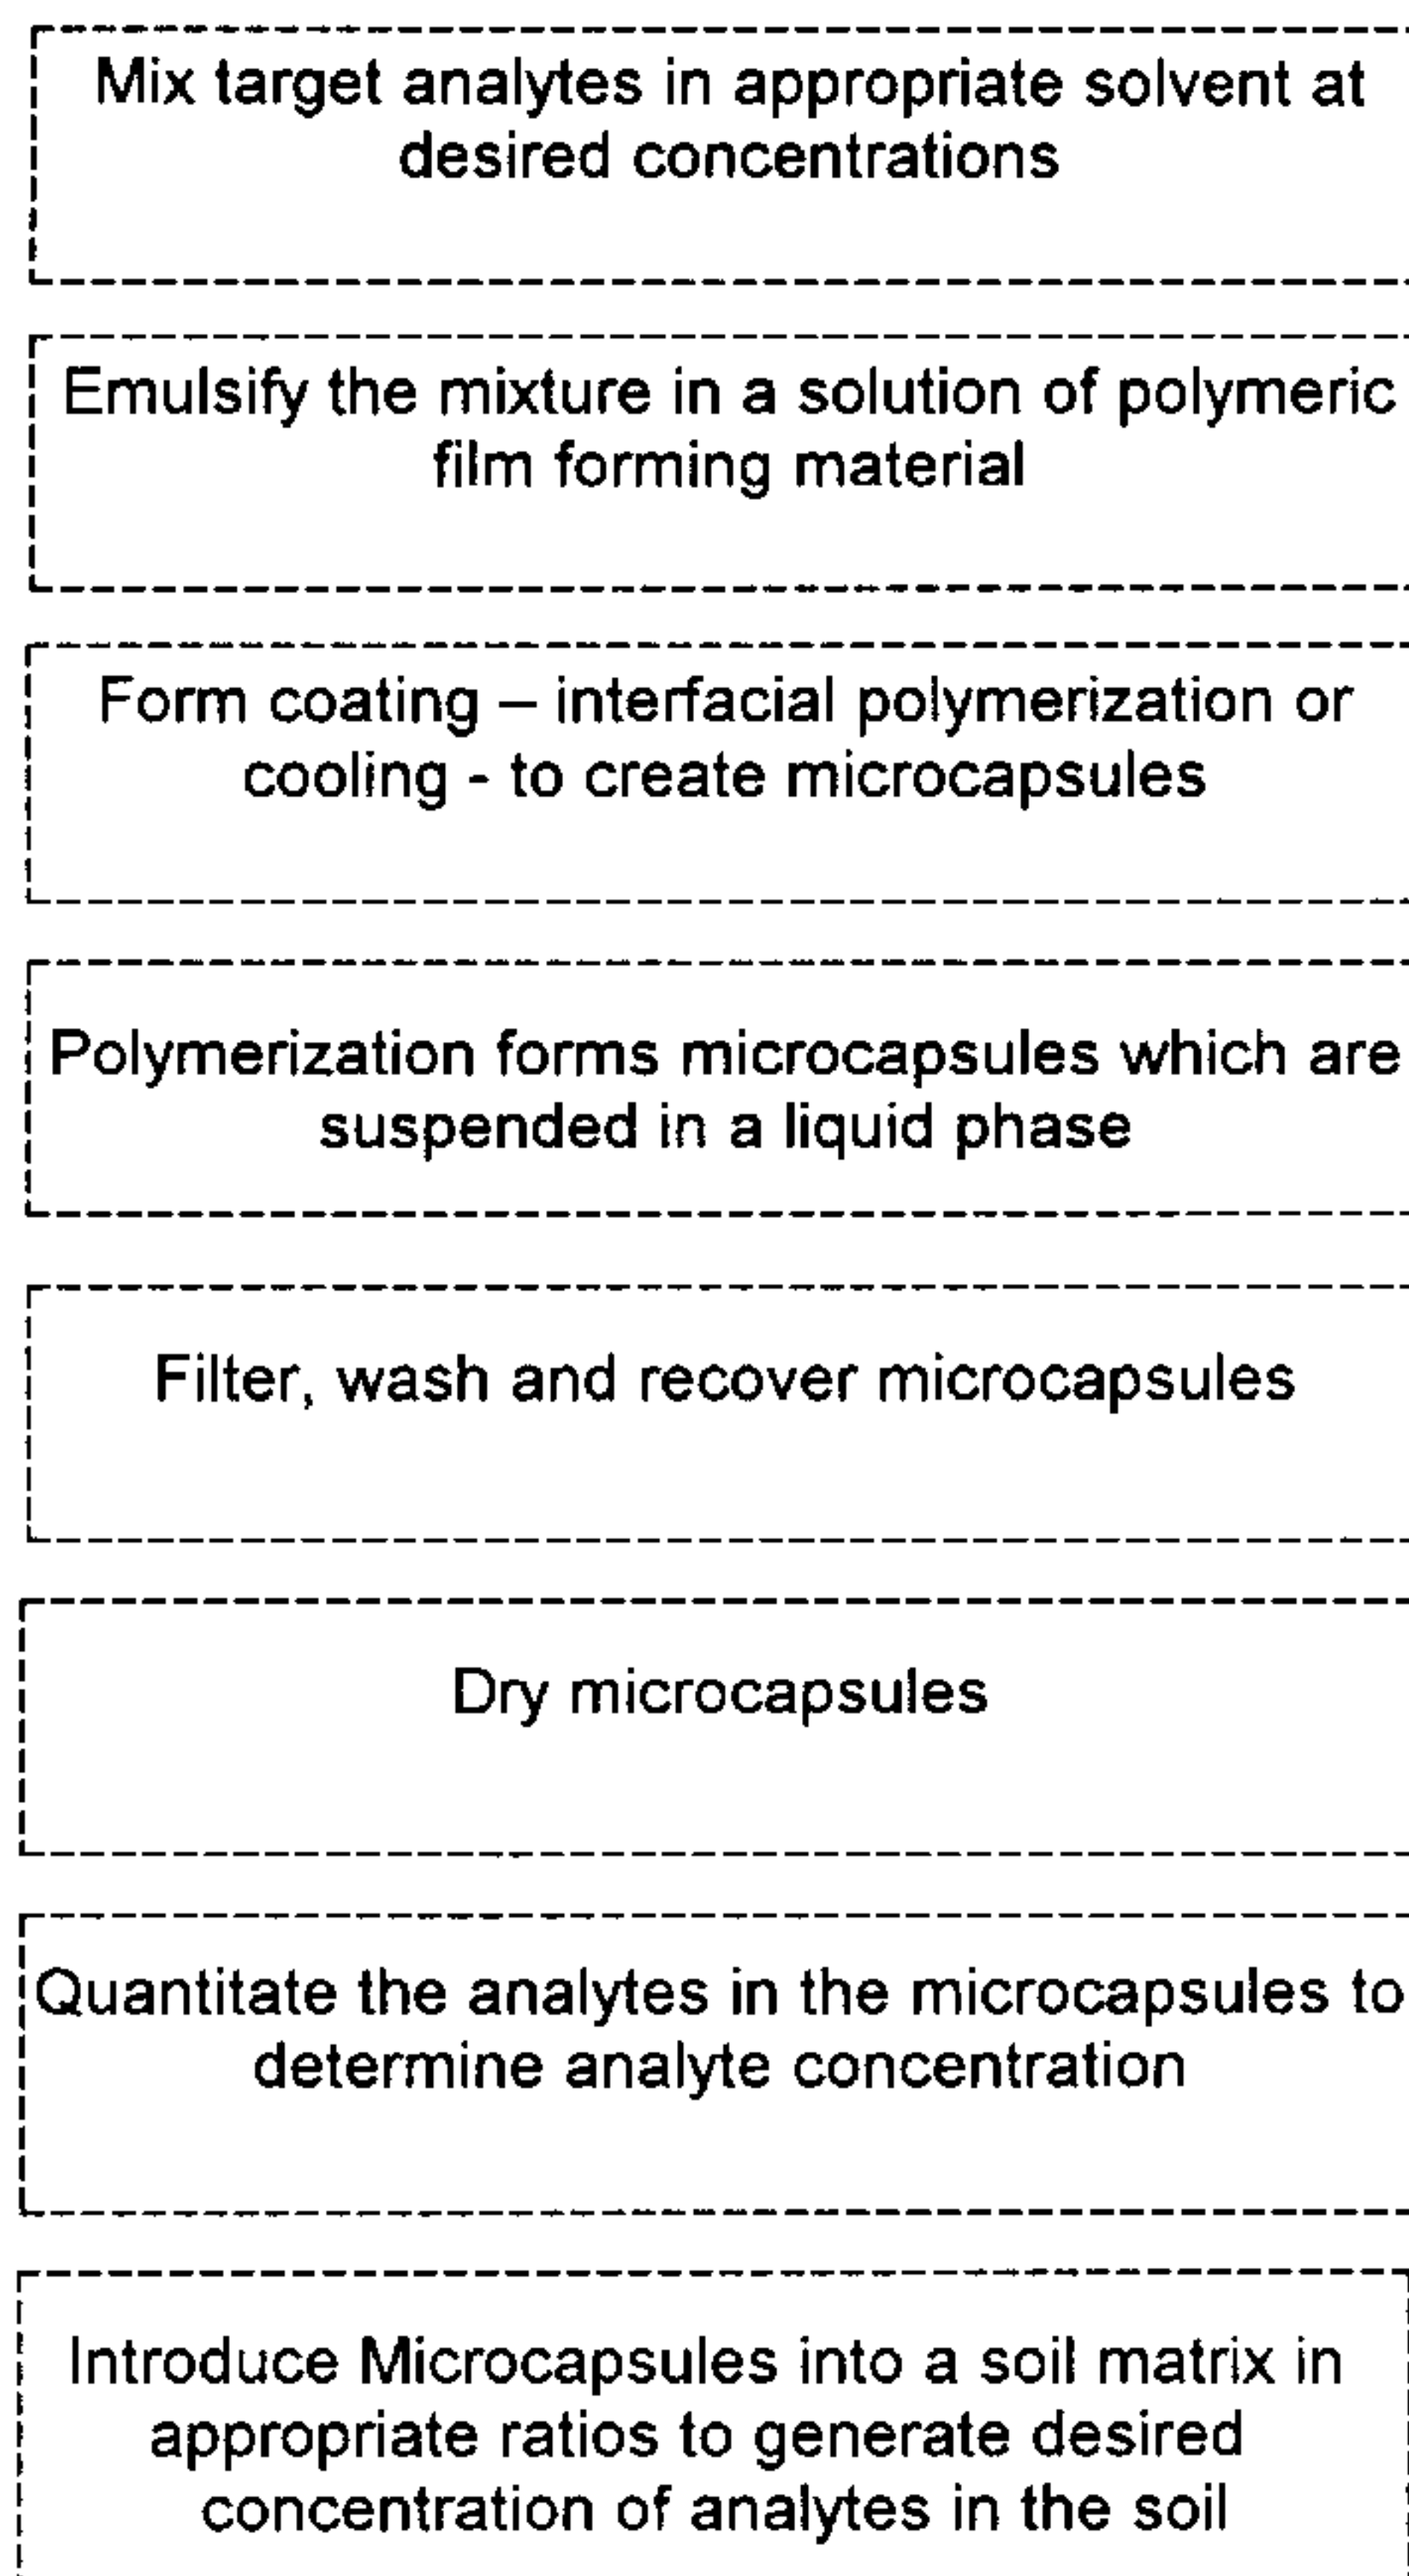 Mix target analytes in appropriate solvent at
desired concentrations
Emulsify the mixture in a solution of polymeric
film forming material
Form coating – interfacial polymerization or
cooling - to create microcapsules
Polymerization forms microcapsules which are
suspended in a liquid phase
Filter, wash and recover microcapsules
Dry microcapsules
Quantitate the analytes in the microcapsules to
determine analyte concentration
Introduce Microcapsules into a soil matrix in
appropriate ratios to generate desired
concentration of analytes in the soil